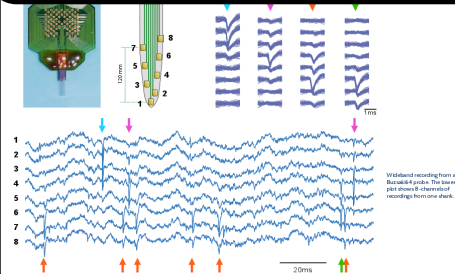 8
7
6
5
4
3
2
1
120 mm
1ms
1
2
3
4
5
6
7
8
20ms
Wideband recording from a
Buzsaki64 probe. The lower
plot shows 8-channels of
recordings from one shank.